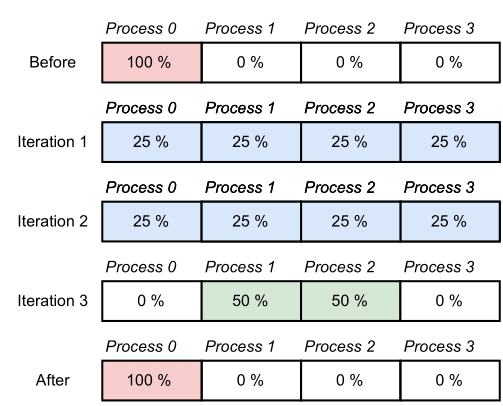 Process 0 Process 1 Process 2 Process 3
Before 100 % 0 % 0 % 0 %
Process 0 Process 1 Process 2 Process 3
Iteration 1 25 % 25 % 25 % 25 %
Process 0 Process 1 Process 2 Process 3
Iteration 2 25 % 25 % 25 % 25 %
Process 0 Process 1 Process 2 Process 3
Iteration 3 0 % 50 % 50 % 0 %
Process 0 Process 1 Process 2 Process 3
After 100 % 0 % 0 % 0 %